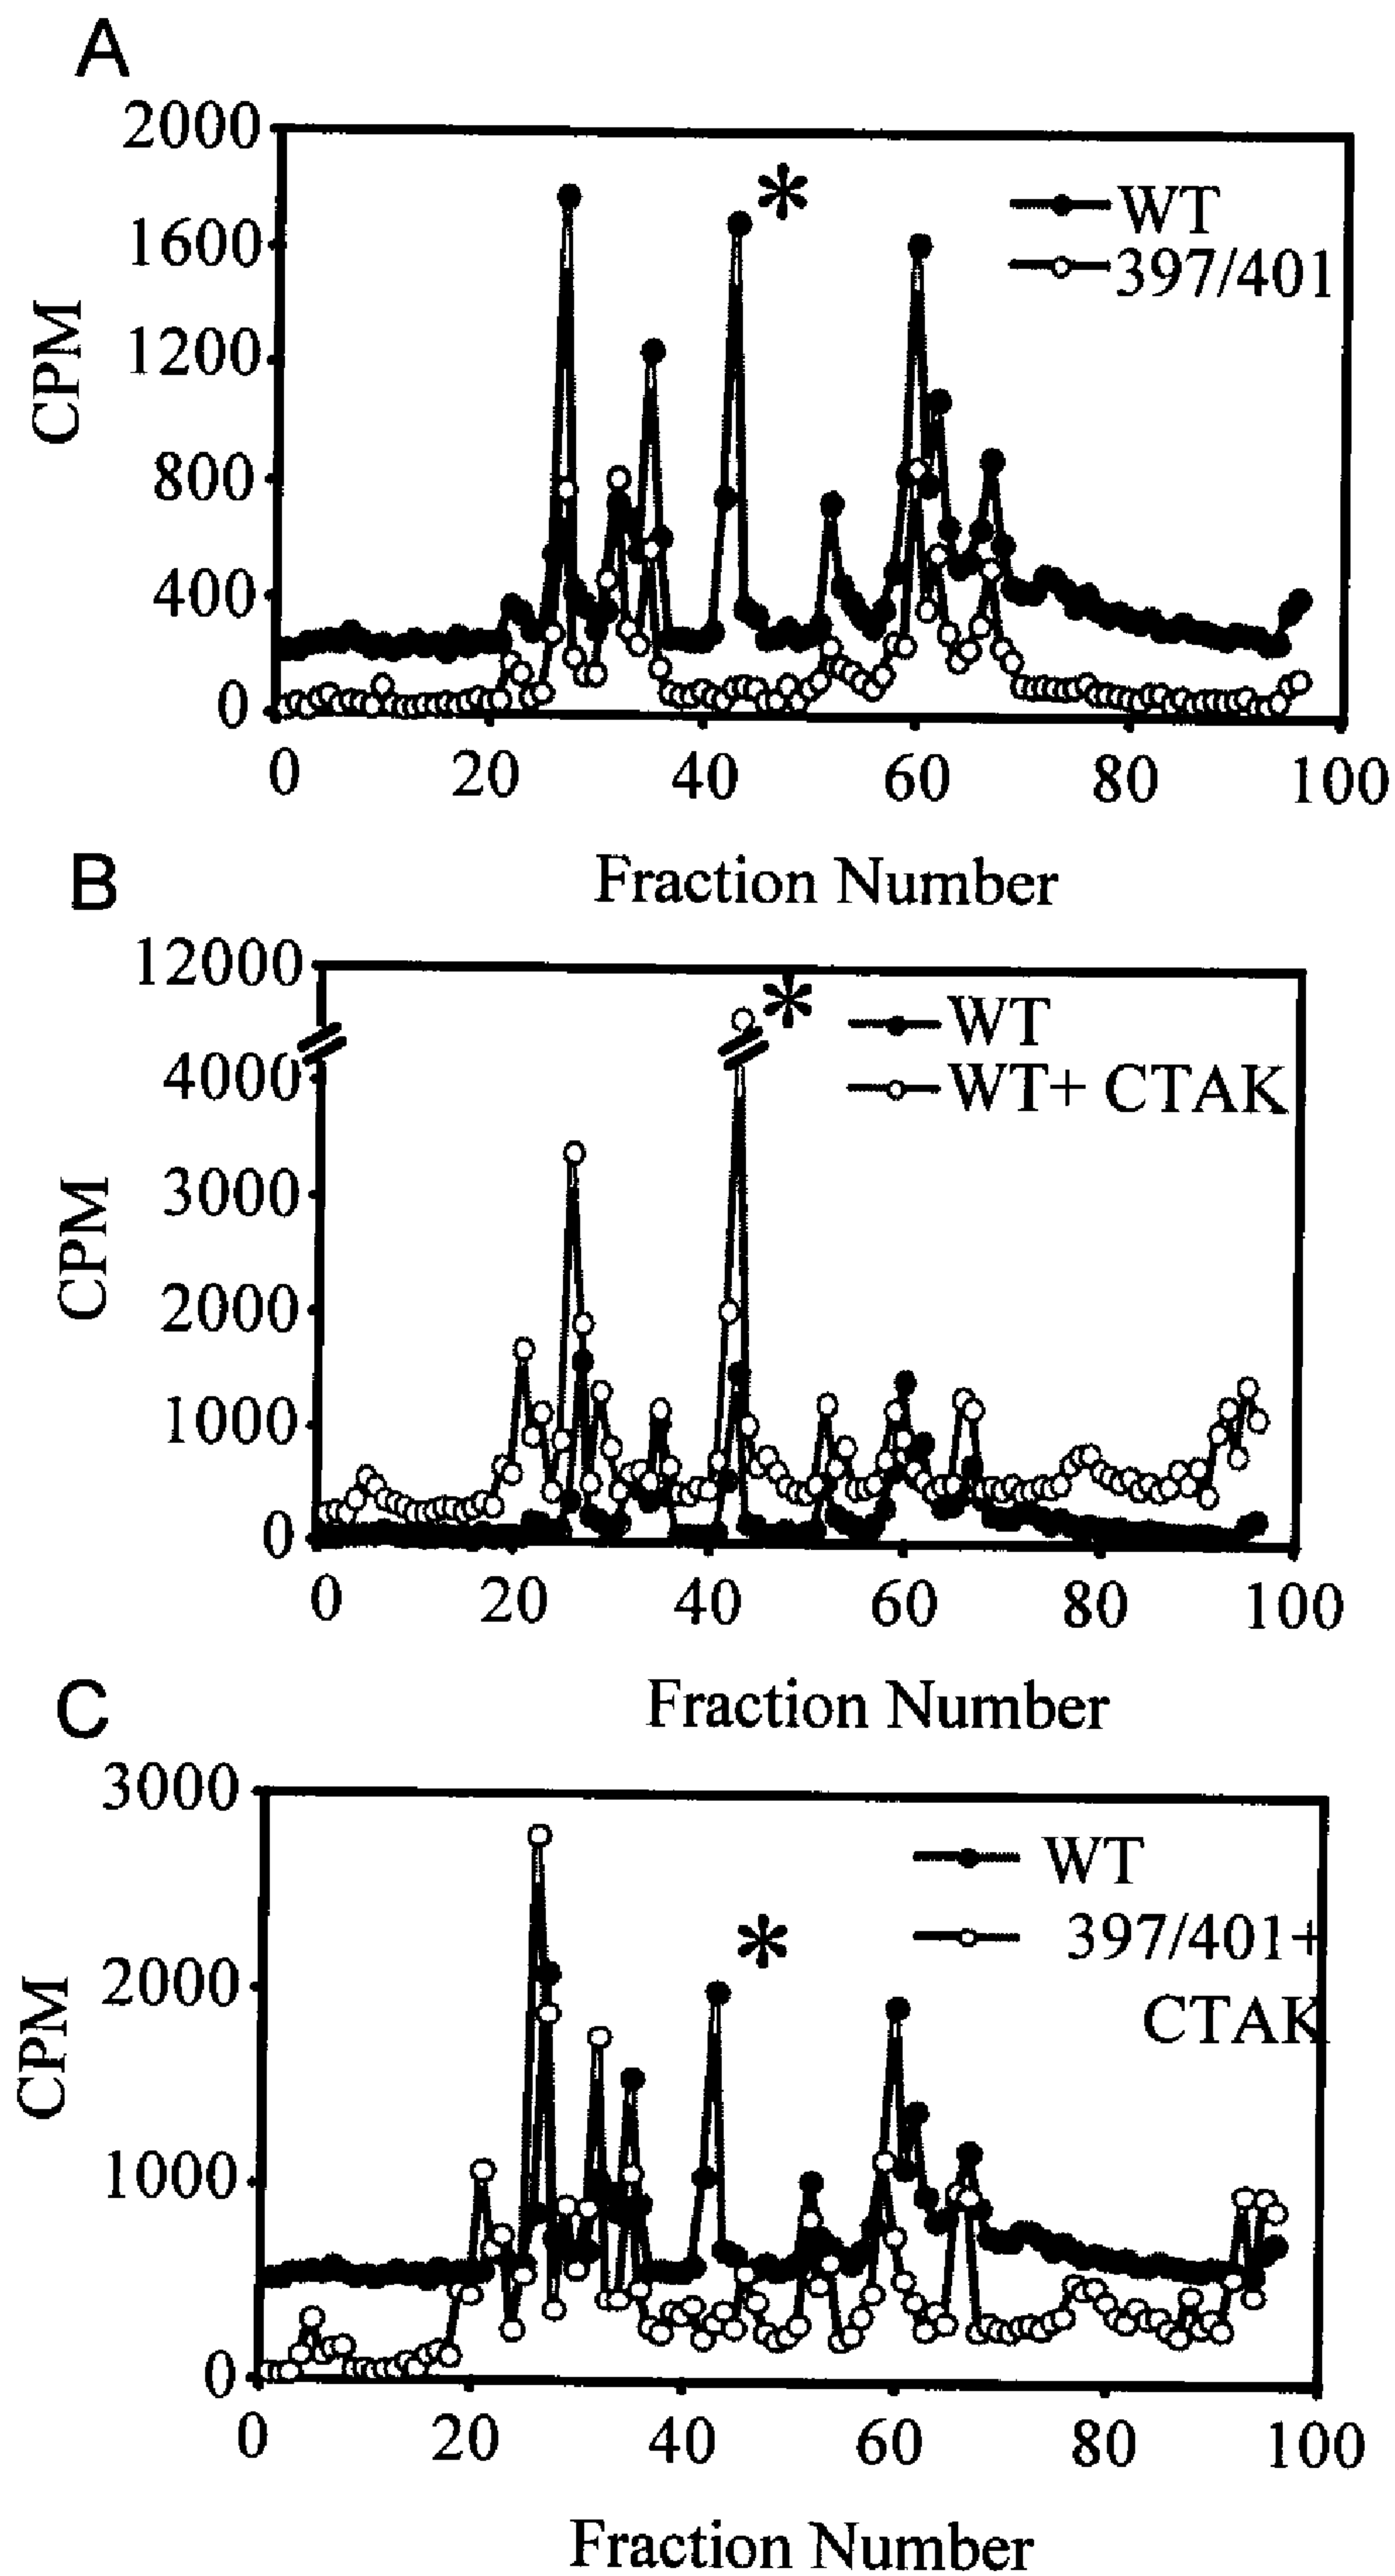 A
2000
1600
1200
800
400
0
CPM
*
WT
397/401
0 20 40 60 80 100
Fraction Number
B
12000
4000
3000
2000
1000
0
CPM
*
WT
WT+ CTAK
0 20 40 60 80 100
Fraction Number
C
3000
2000
1000
0
CPM
*
WT
397/401+
CTAK
0 20 40 60 80 100
Fraction Number